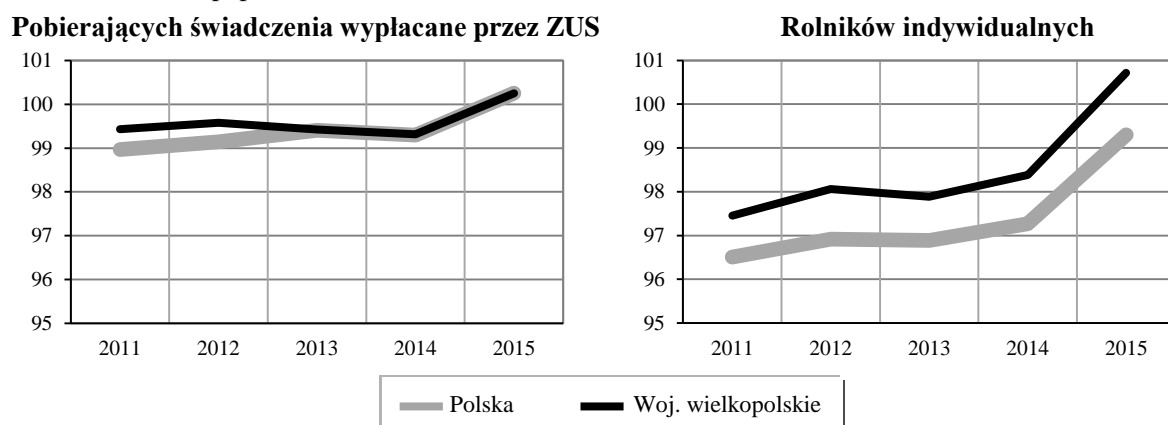 Pobierających świadczenia wypłacane przez ZUS
101
100
99
98
97
96
95
2011 2012 2013 2014 2015
Rolników indywidualnych
101
100
99
98
97
96
95
2011 2012 2013 2014 2015
Polska Woj. wielkopolskie